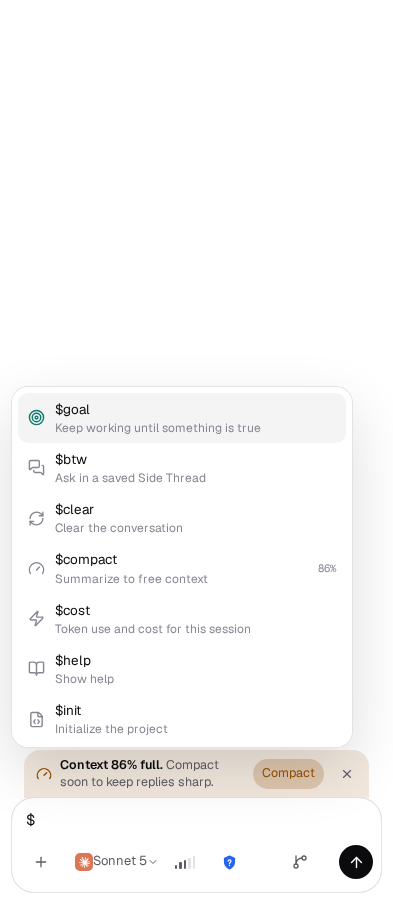 $goal
Keep working until something is true
$btw
Ask in a saved Side Thread
$clear
Clear the conversation
$compact
Summarize to free context
86%
$cost
Token use and cost for this session
$help
Show help
$init
Initialize the project
Context 86% full. Compact
soon to keep replies sharp.
Compact
$
Sonnet 5